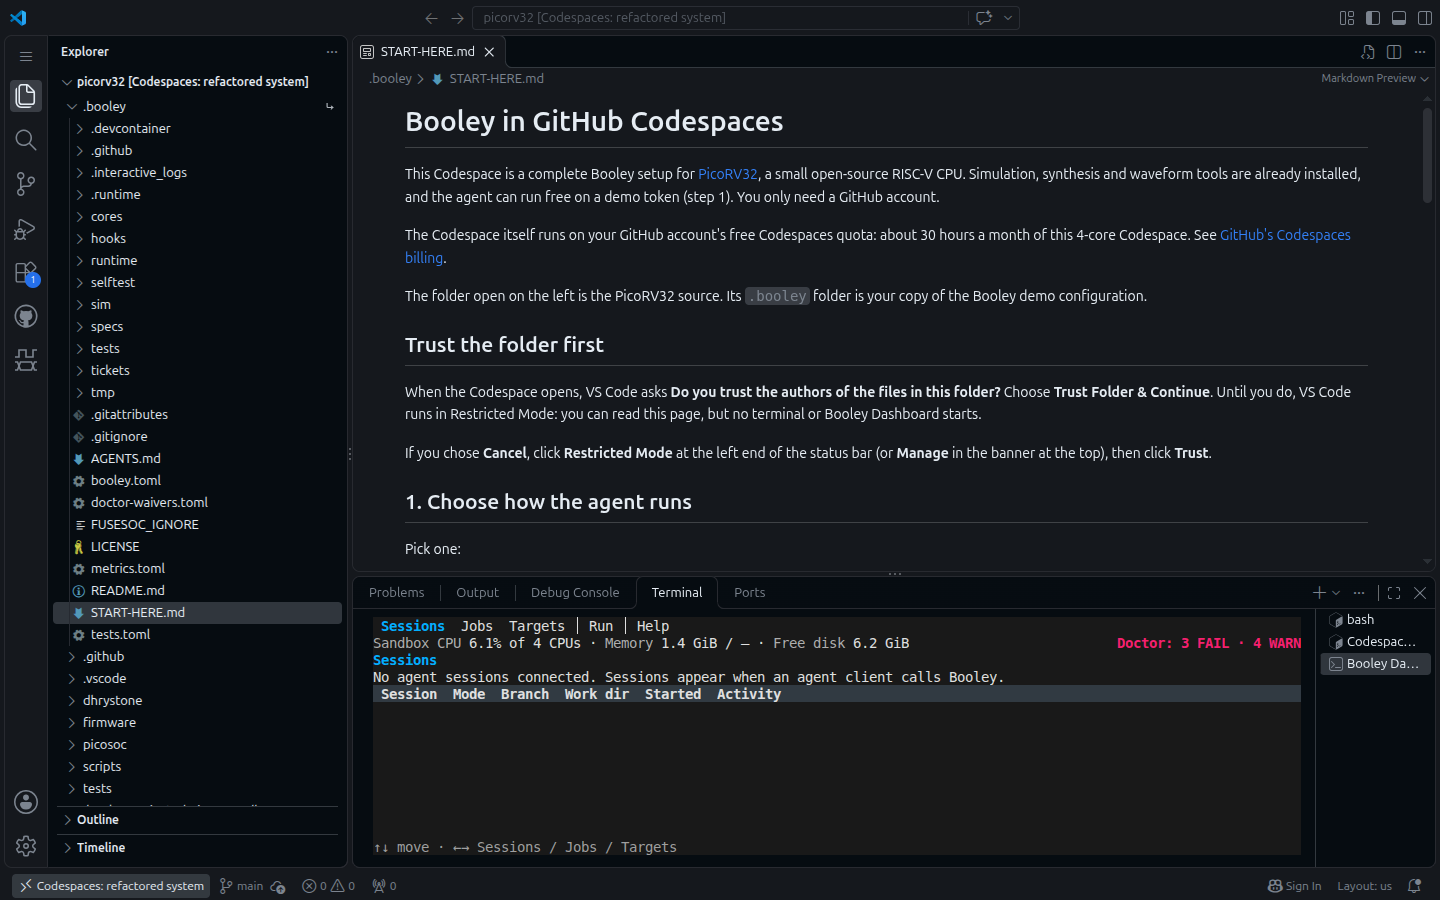 picorv32 [Codespaces: refactored system]
Explorer
picorv32 [Codespaces: refactored system]
.booley
.devcontainer
.github
.interactive_logs
.runtime
cores
hooks
runtime
selftest
sim
specs
tests
tickets
tmp
.gitattributes
.gitignore
AGENTS.md
booley.toml
doctor-waivers.toml
FUSESOC_IGNORE
LICENSE
metrics.toml
README.md
START-HERE.md
tests.toml
.github
.vscode
dhrystone
firmware
picosoc
scripts
tests
Outline
Timeline
1
START-HERE.md
.booley > START-HERE.md
Markdown Preview
Booley in GitHub Codespaces
This Codespace is a complete Booley setup for PicoRV32, a small open-source RISC-V CPU. Simulation, synthesis and waveform tools are already installed,
and the agent can run free on a demo token (step 1). You only need a GitHub account.
The Codespace itself runs on your GitHub account's free Codespaces quota: about 30 hours a month of this 4-core Codespace. See GitHub's Codespaces
billing.
The folder open on the left is the PicoRV32 source. Its .booley folder is your copy of the Booley demo configuration.
Trust the folder first
When the Codespace opens, VS Code asks Do you trust the authors of the files in this folder? Choose Trust Folder & Continue. Until you do, VS Code
runs in Restricted Mode: you can read this page, but no terminal or Booley Dashboard starts.
If you chose Cancel, click Restricted Mode at the left end of the status bar (or Manage in the banner at the top), then click Trust.
1. Choose how the agent runs
Pick one:
Problems Output Debug Console Terminal Ports
Sessions Jobs Targets │ Run │ Help
Sandbox CPU 6.1% of 4 CPUs · Memory 1.4 GiB / — · Free disk 6.2 GiB Doctor: 3 FAIL · 4 WARN
Sessions
No agent sessions connected. Sessions appear when an agent client calls Booley.
Session Mode Branch Work dir Started Activity
↑↓ move · ←→ Sessions / Jobs / Targets
bash
Codespac...
Booley Da...
Codespaces: refactored system main 0 0 0 Sign In Layout: us